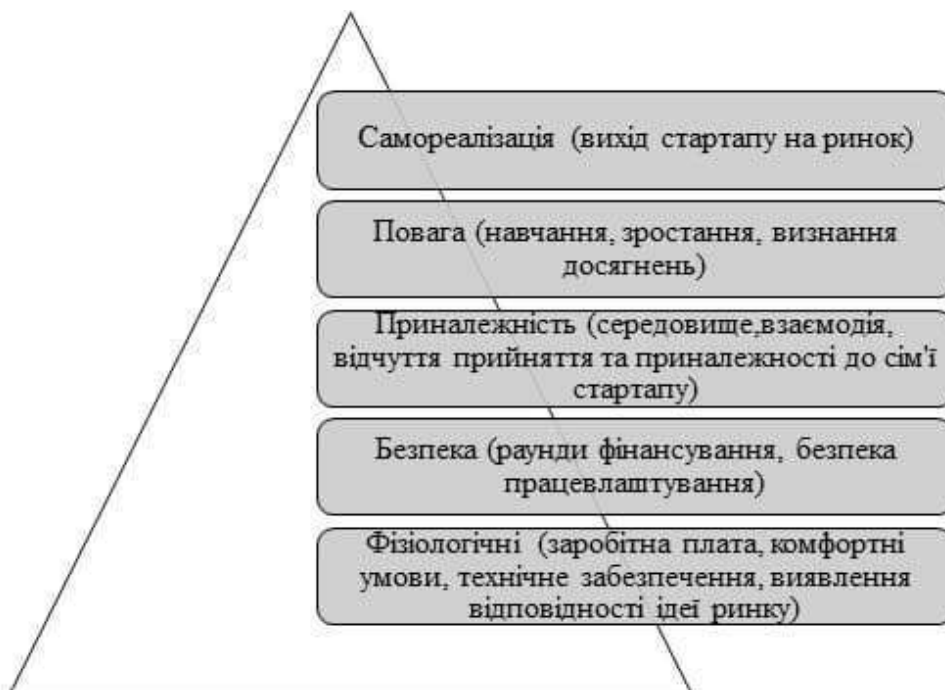 Самореалізація (вихід стартапу на ринок)
Повага (навчання, зростання, визнання
досягнень)
Приналежність (середовище,взаємодія,
відчуття прийняття та приналежності до сім'ї
стартапу)
Безпека (раунди фінансування, безпека
працевлаштування)
Фізіологічні (заробітна плата, комфортні
умови, технічне забезпечення, виявлення
відповідності ідеї ринку)